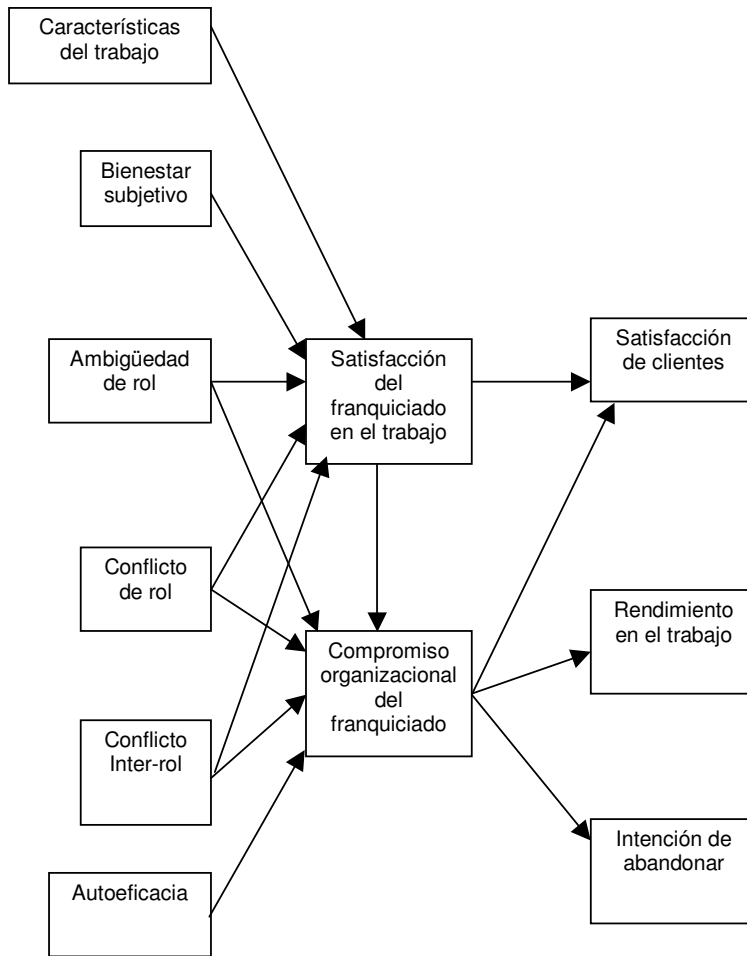 Características
del trabajo
Bienestar
subjetivo
Ambigüedad
de rol
Satisfacción
del
franquiciado
en el trabajo
Satisfacción
de clientes
Conflicto
de rol
Compromiso
organizacional
del
franquiciado
Rendimiento
en el trabajo
Conflicto
Inter-rol
Intención de
abandonar
Autoeficacia